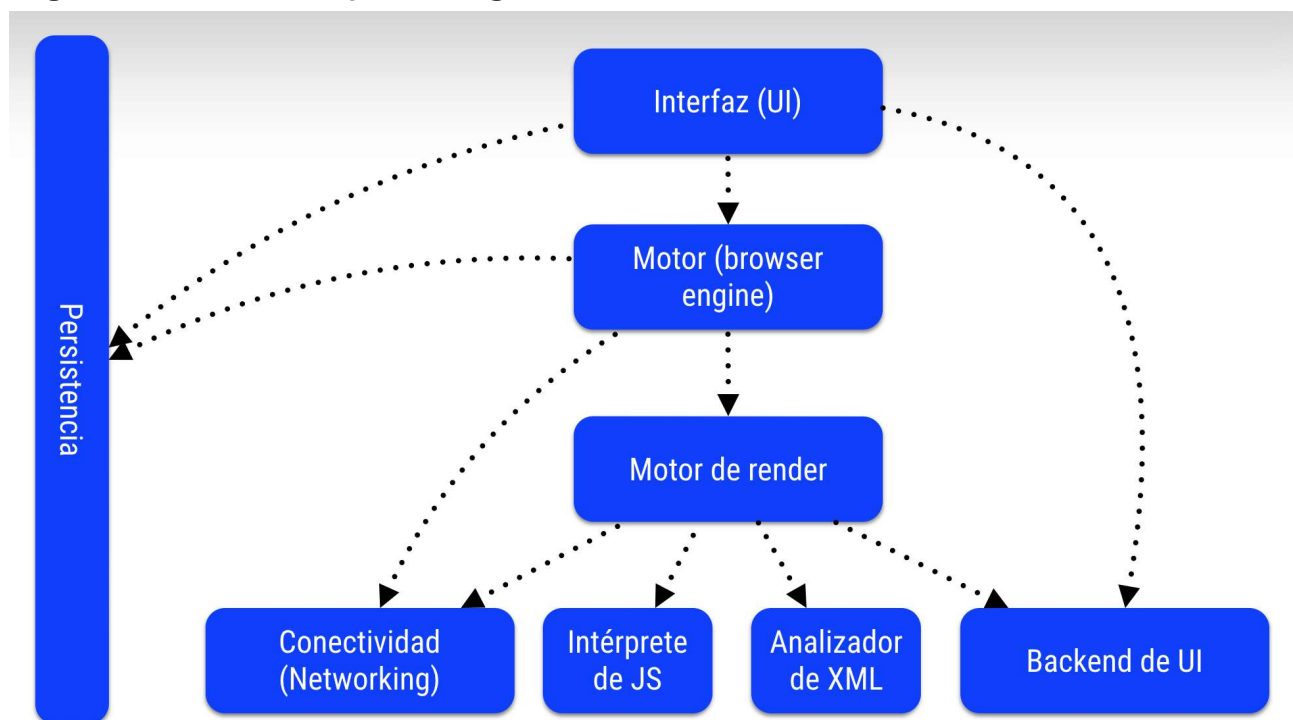 Interfaz (UI)
Motor (browser
engine)
Persistencia
Motor de render
Conectividad
(Networking)
Intérprete
de JS
Analizador
de XML
Backend de UI